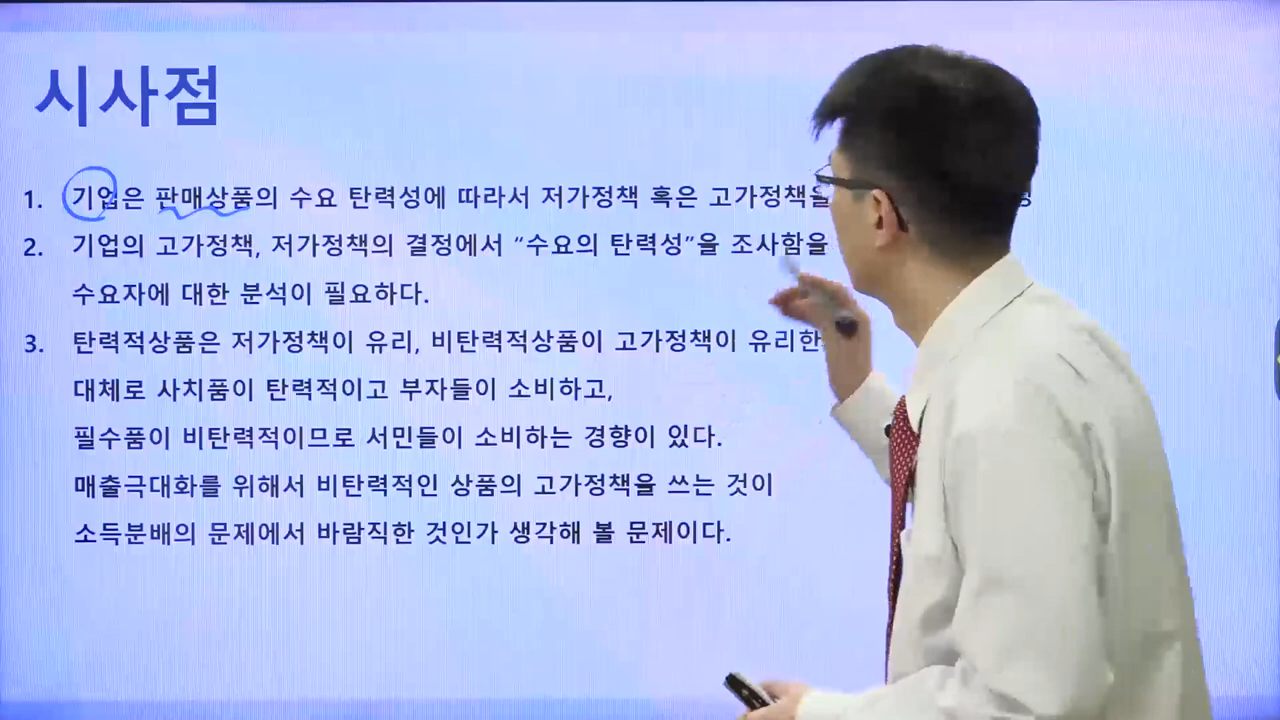 시사점
1. 기업은 판매상품의 수요 탄력성에 따라서 저가정책 혹은 고가정책을
2. 기업의 고가정책, 저가정책의 결정에서 “수요의 탄력성”을 조사함을
수요자에 대한 분석이 필요하다.
3. 탄력적상품은 저가정책이 유리, 비탄력적상품이 고가정책이 유리한
대체로 사치품이 탄력적이고 부자들이 소비하고,
필수품이 비탄력적이므로 서민들이 소비하는 경향이 있다.
매출극대화를 위해서 비탄력적인 상품의 고가정책을 쓰는 것이
소득분배의 문제에서 바람직한 것인가 생각해 볼 문제이다.